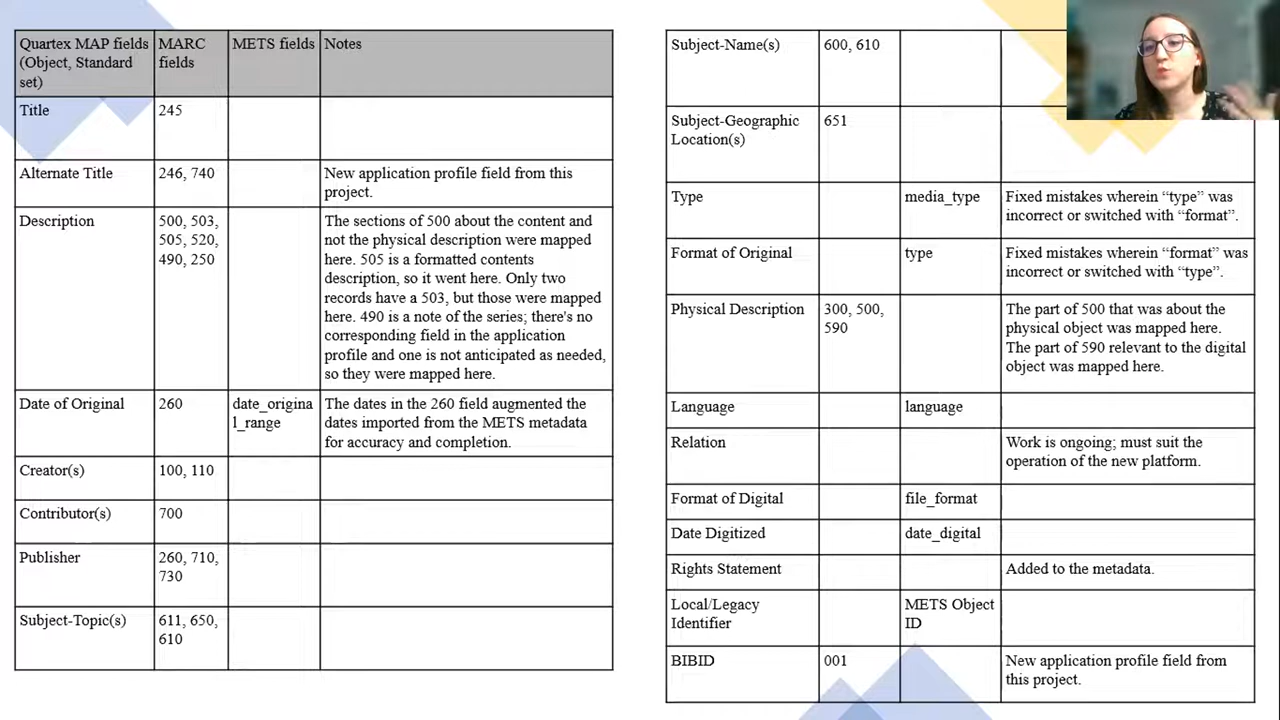 Quartex MAP fields MARC METS fields Notes
(Object, Standard fields
set)
Title 245
Alternate Title 246, 740 New application profile field from this
project.
Description 500, 503, The sections of 500 about the content and
505, 520, not the physical description were mapped
490, 250 here. 505 is a formatted contents
description, so it went here. Only two
records have a 503, but those were mapped
here. 490 is a note of the series; there's no
corresponding field in the application
profile and one is not anticipated as needed,
so they were mapped here.
Date of Original 260 date_origina The dates in the 260 field augmented the
l_range dates imported from the METS metadata
for accuracy and completion.
Creator(s) 100, 110
Contributor(s) 700
Publisher 260, 710,
730
Subject-Topic(s) 611, 650,
610
Subject-Name(s) 600, 610
Subject-Geographic 651
Location(s)
Type media_type Fixed mistakes wherein “type” was
incorrect or switched with “format”.
Format of Original type Fixed mistakes wherein “format” was
incorrect or switched with “type”.
Physical Description 300, 500, The part of 500 that was about the
590 physical object was mapped here.
The part of 590 relevant to the digital
object was mapped here.
Language language
Relation Work is ongoing; must suit the
operation of the new platform.
Format of Digital file_format
Date Digitized date_digital
Rights Statement Added to the metadata.
Local/Legacy METS Object
Identifier ID
BIBID 001 New application profile field from
this project.